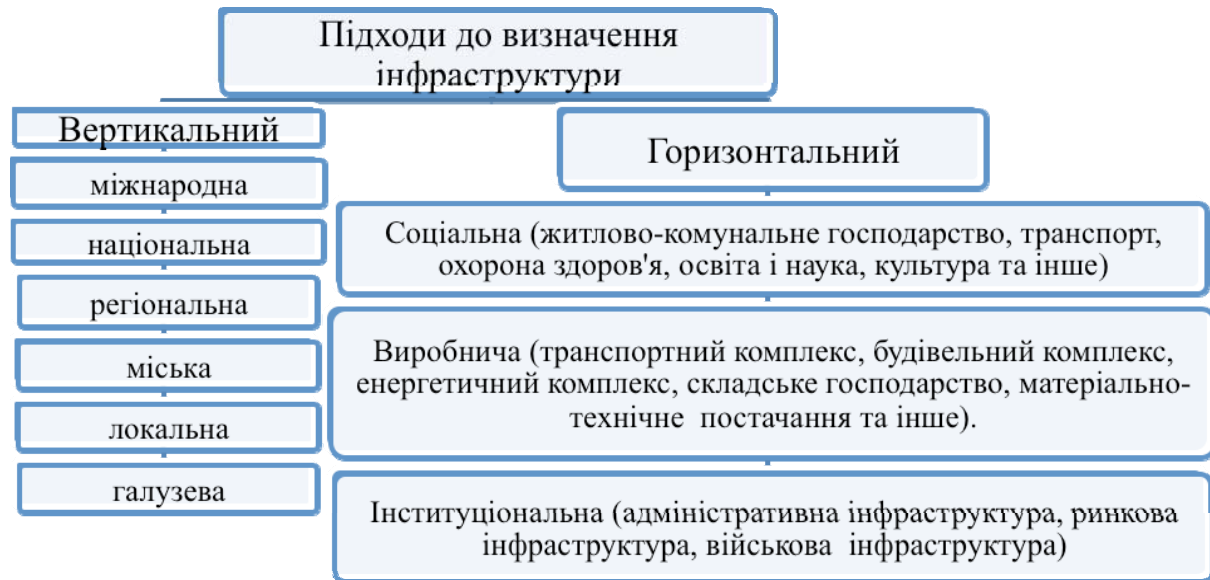 Підходи до визначення
інфраструктури
Вертикальний
міжнародна
національна
регіональна
міська
локальна
галузева
Горизонтальний
Соціальна (житлово-комунальне господарство, транспорт,
охорона здоров'я, освіта і наука, культура та інше)
Виробнича (транспортний комплекс, будівельний комплекс,
енергетичний комплекс, складське господарство, матеріально-
технічне постачання та інше).
Інституціональна (адміністративна інфраструктура, ринкова
інфраструктура, військова інфраструктура)